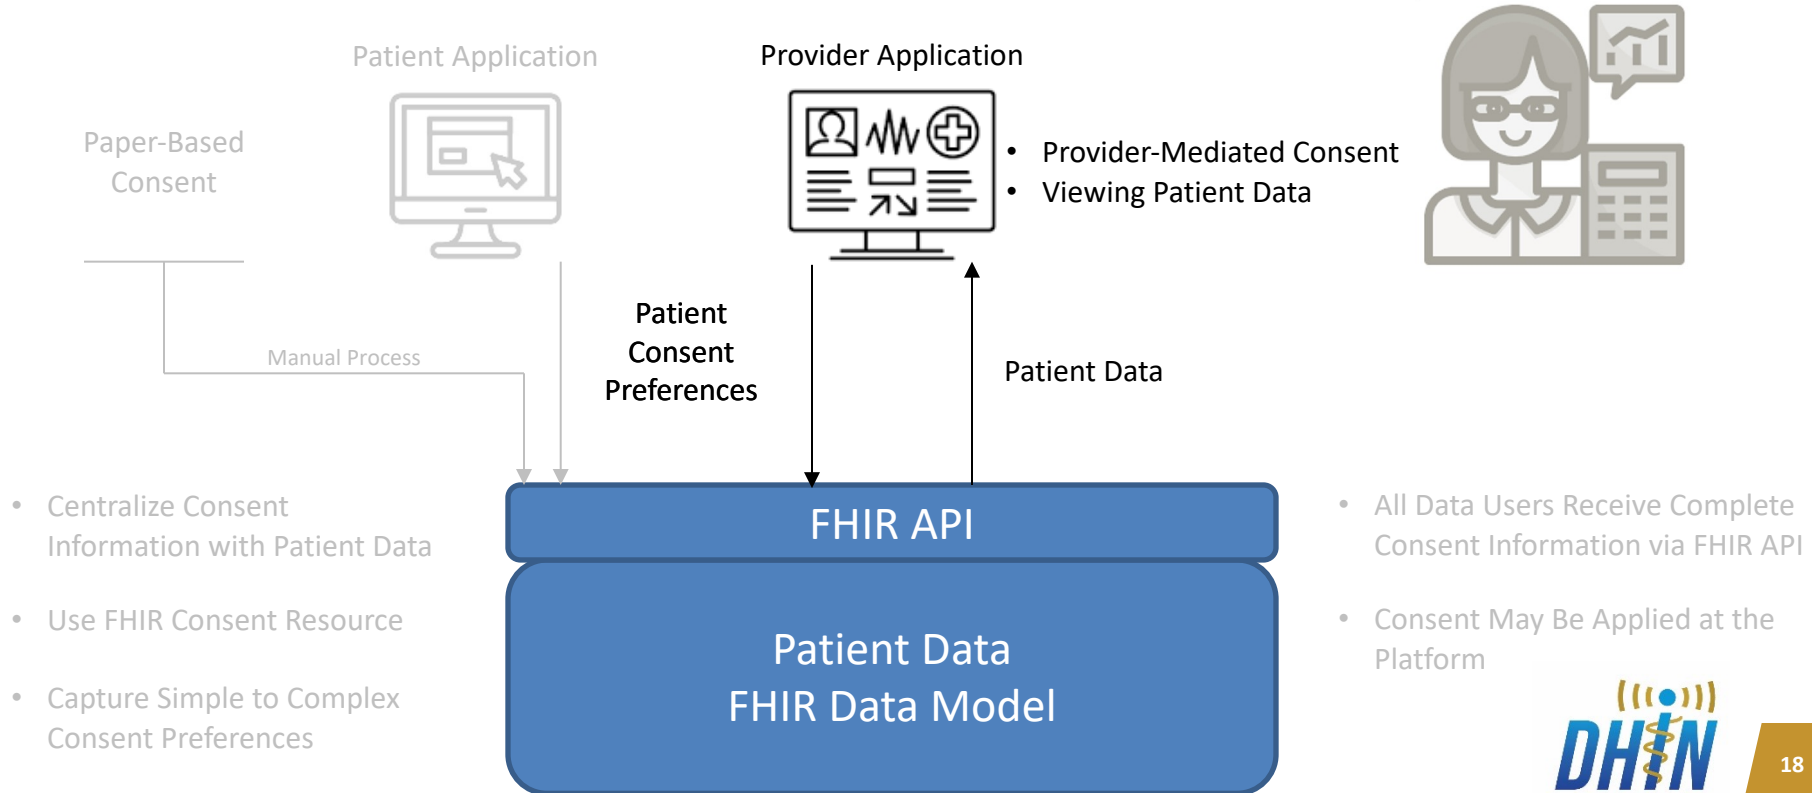 Patient Application
Provider Application
Paper-Based
Consent
• Provider-Mediated Consent
• Viewing Patient Data
Patient
Consent
Preferences
Manual Process
Patient Data
• Centralize Consent
Information with Patient Data
• Use FHIR Consent Resource
• Capture Simple to Complex
Consent Preferences
FHIR API
Patient Data
FHIR Data Model
• All Data Users Receive Complete
Consent Information via FHIR API
• Consent May Be Applied at the
Platform
DHIN
18